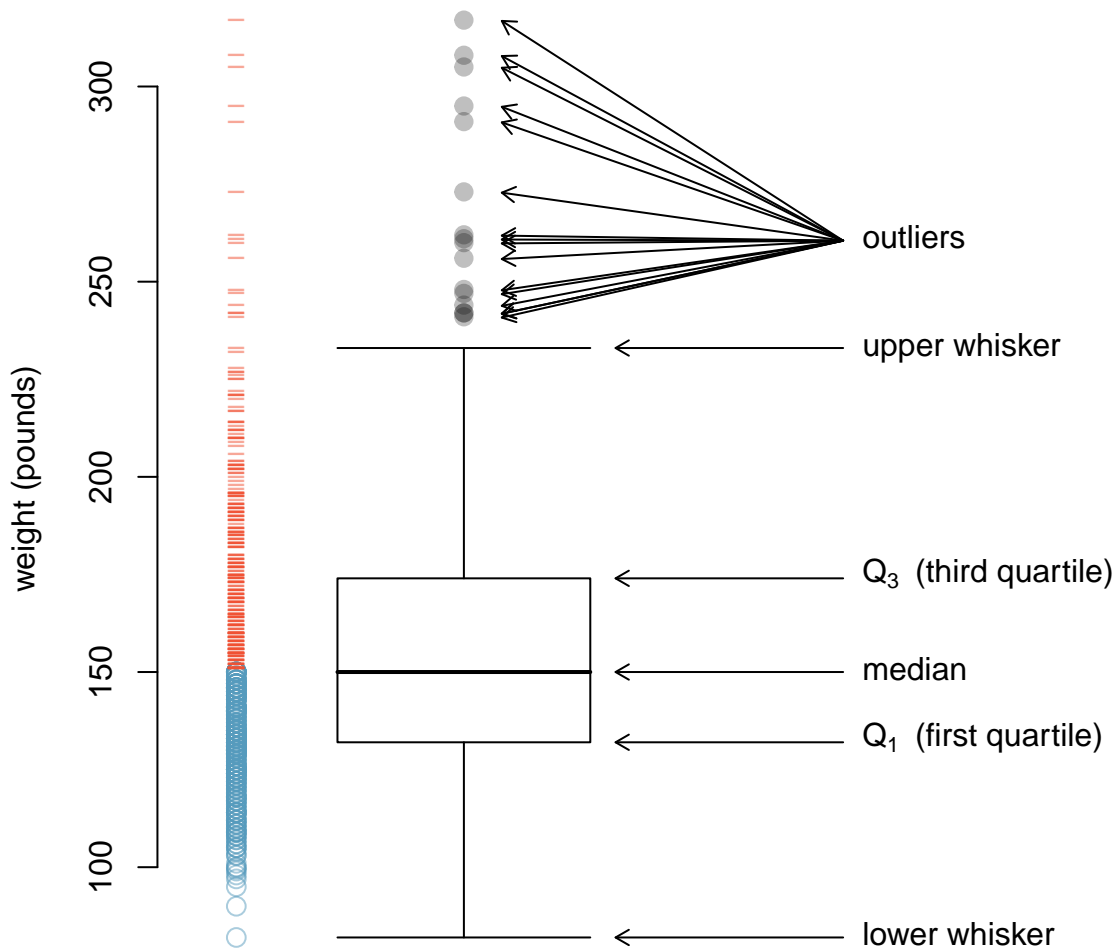 weight (pounds)
300
250
200
150
100
outliers
upper whisker
Q₃ (third quartile)
median
Q₁ (first quartile)
lower whisker